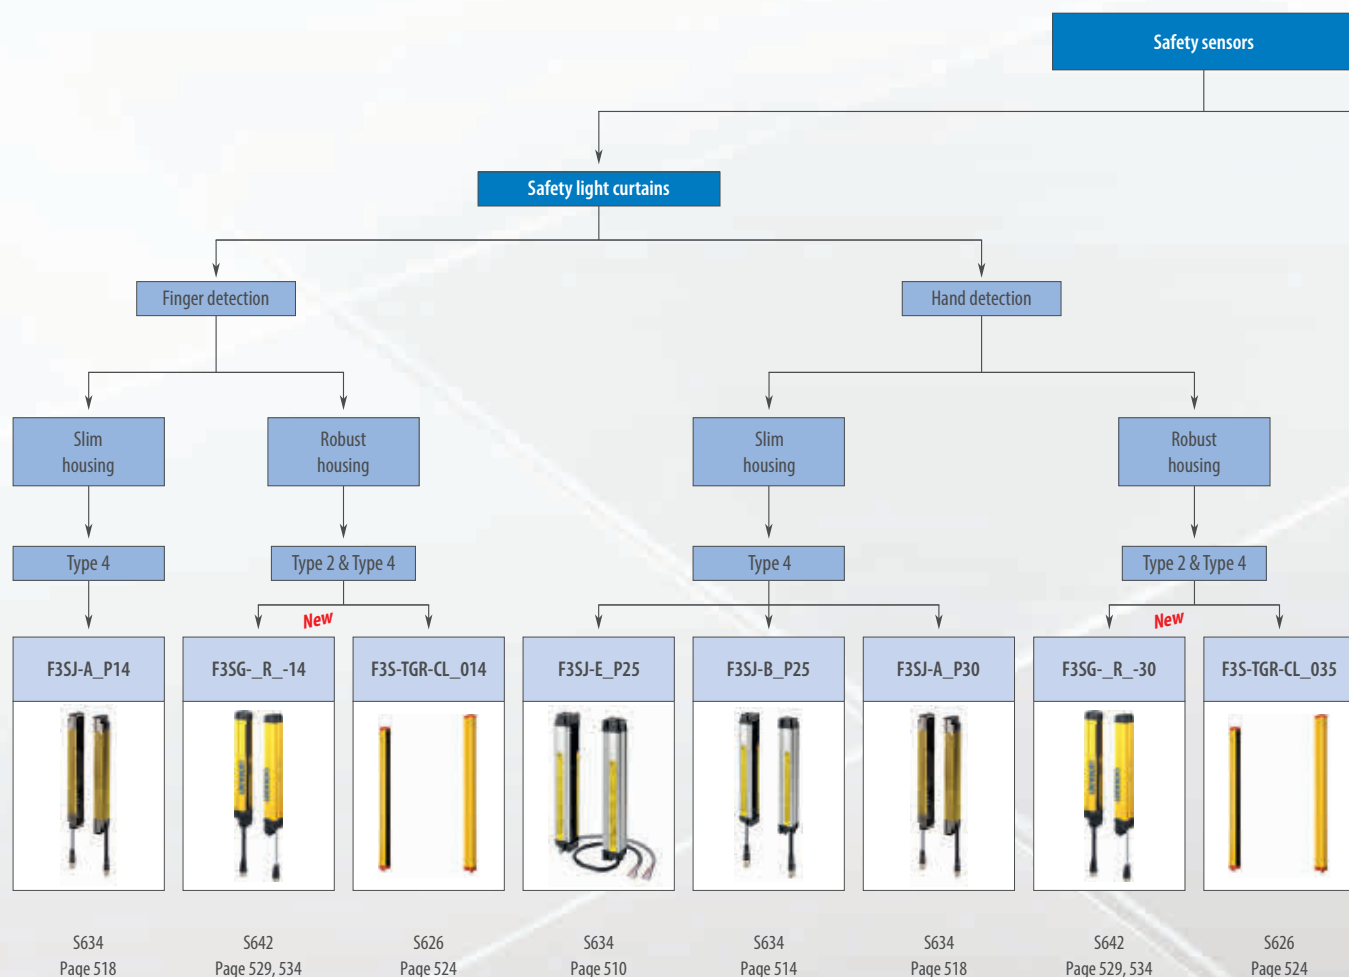 Safety sensors
Safety light curtains
Finger detection
Hand detection
Slim
housing
Robust
housing
Slim
housing
Robust
housing
Type 4
Type 2 & Type 4
Type 4
Type 2 & Type 4
New
New
F3SJ-A_P14
F3SG-_R_-14
F3S-TGR-CL_014
F3SJ-E_P25
F3SJ-B_P25
F3SJ-A_P30
F3SG-_R_-30
F3S-TGR-CL_035
S634
Page 518
S642
Page 529, 534
S626
Page 524
S634
Page 510
S634
Page 514
S634
Page 518
S642
Page 529, 534
S626
Page 524